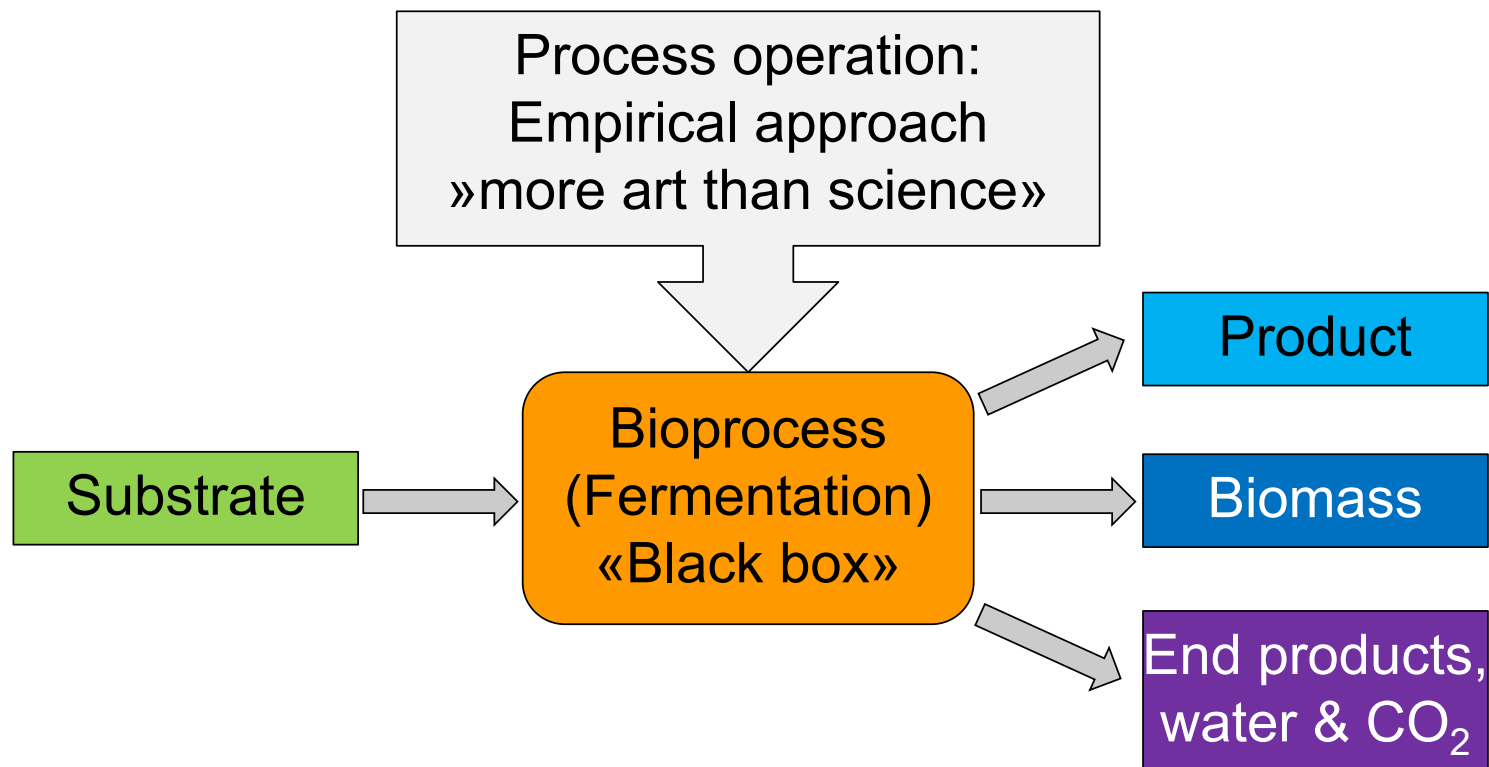 Process operation:
Empirical approach
»more art than science»
Substrate
Bioprocess
(Fermentation)
«Black box»
Product
Biomass
End products,
water & CO₂